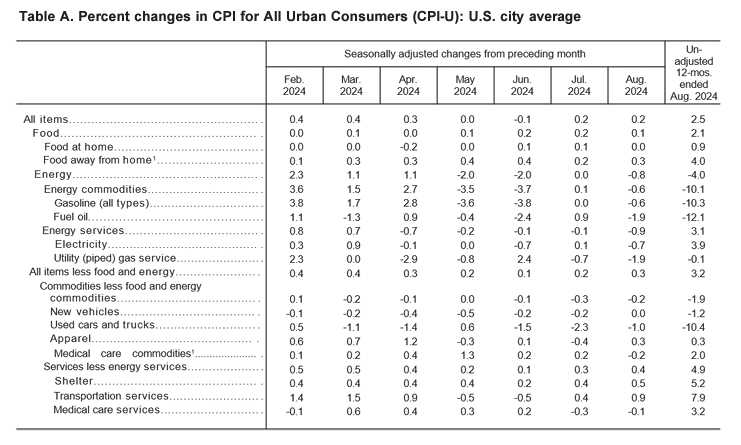 Table A. Percent changes in CPI for All Urban Consumers (CPI-U): U.S. city average
Seasonally adjusted changes from preceding month
Un-
adjusted
12-mos.
ended
Aug. 2024
Feb. 2024 Mar. 2024 Apr. 2024 May 2024 Jun. 2024 Jul. 2024 Aug. 2024
All items 0.4 0.4 0.3 0.0 -0.1 0.2 0.2 2.5
Food 0.0 0.1 0.0 0.1 0.2 0.2 0.1 2.1
Food at home 0.0 0.0 -0.2 0.0 0.1 0.1 0.0 0.9
Food away from home¹ 0.1 0.3 0.3 0.4 0.4 0.2 0.3 4.0
Energy 2.3 1.1 1.1 -2.0 -2.0 0.0 -0.8 -4.0
Energy commodities 3.6 1.5 2.7 -3.5 -3.7 0.1 -0.6 -10.1
Gasoline (all types) 3.8 1.7 2.8 -3.6 -3.8 0.0 -0.6 -10.3
Fuel oil 1.1 -1.3 0.9 -0.4 -2.4 0.9 -1.9 -12.1
Energy services 0.8 0.7 -0.7 -0.2 -0.1 -0.1 -0.9 3.1
Electricity 0.3 0.9 -0.1 0.0 -0.7 0.1 -0.7 3.9
Utility (piped) gas service 2.3 0.0 -2.9 -0.8 2.4 -0.7 -1.9 -0.1
All items less food and energy 0.4 0.4 0.3 0.2 0.1 0.2 0.3 3.2
Commodities less food and energy
commodities 0.1 -0.2 -0.1 0.0 -0.1 -0.3 -0.2 -1.9
New vehicles -0.1 -0.2 -0.4 -0.5 -0.2 -0.2 0.0 -1.2
Used cars and trucks 0.5 -1.1 -1.4 0.6 -1.5 -2.3 -1.0 -10.4
Apparel 0.6 0.7 1.2 -0.3 0.1 -0.4 0.3 0.3
Medical care commodities¹ 0.1 0.2 0.4 1.3 0.2 0.2 -0.2 2.0
Services less energy services 0.5 0.5 0.4 0.2 0.1 0.3 0.4 4.9
Shelter 0.4 0.4 0.4 0.4 0.2 0.4 0.5 5.2
Transportation services 1.4 1.5 0.9 -0.5 -0.5 0.4 0.9 7.9
Medical care services -0.1 0.6 0.4 0.3 0.2 -0.3 -0.1 3.2